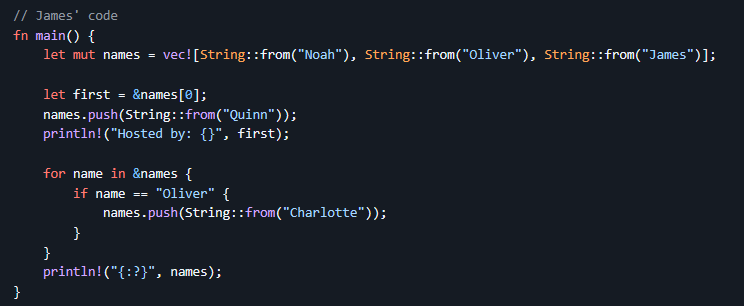 // James' code
fn main() {
    let mut names = vec![String::from("Noah"), String::from("Oliver"), String::from("James")];

    let first = &names[0];
    names.push(String::from("Quinn"));
    println!("Hosted by: {}", first);

    for name in &names {
        if name == "Oliver" {
            names.push(String::from("Charlotte"));
        }
    }
    println!("{:?}", names);
}